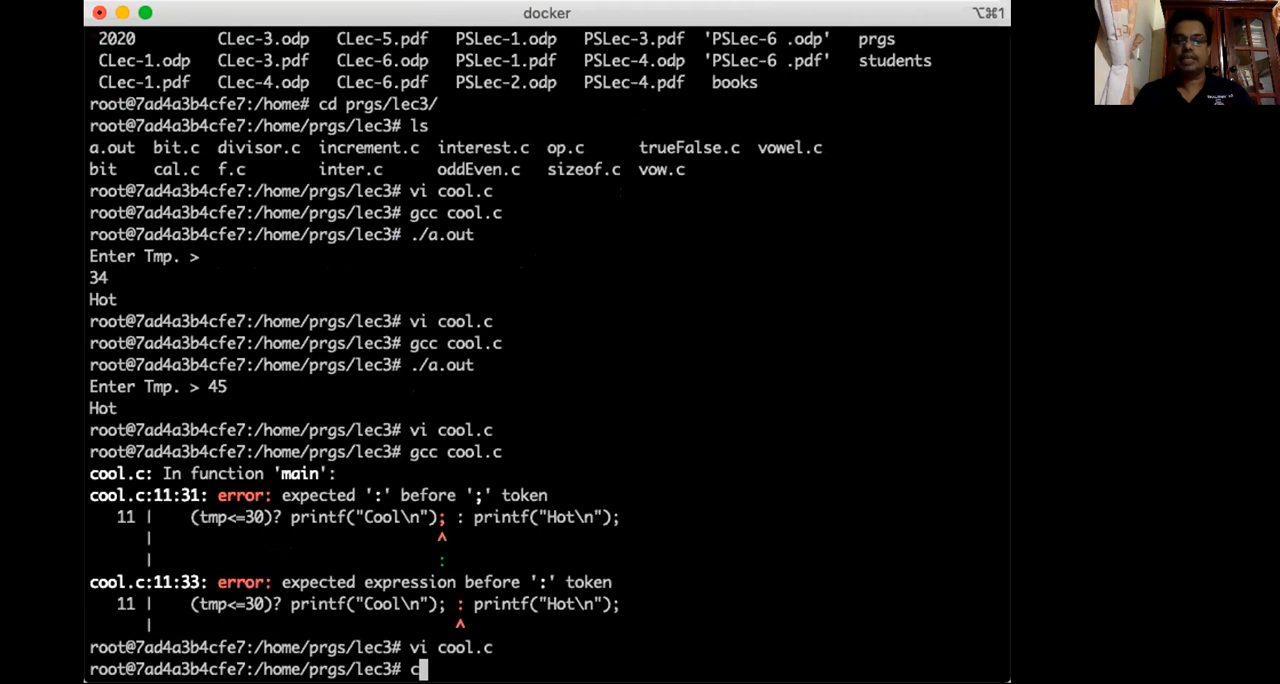 docker
⌥⌘1
2020 CLec-3.odp CLec-5.pdf PSLec-1.odp PSLec-3.pdf 'PSLec-6 .odp' prgs
CLec-1.odp CLec-3.pdf CLec-6.odp PSLec-1.pdf PSLec-4.odp 'PSLec-6 .pdf' students
CLec-1.pdf CLec-4.odp CLec-6.pdf PSLec-2.odp PSLec-4.pdf books
root@7ad4a3b4cfe7:/home# cd prgs/lec3/
root@7ad4a3b4cfe7:/home/prgs/lec3# ls
a.out bit.c divisor.c increment.c interest.c op.c trueFalse.c vowel.c
bit cal.c f.c inter.c oddEven.c sizeof.c vow.c
root@7ad4a3b4cfe7:/home/prgs/lec3# vi cool.c
root@7ad4a3b4cfe7:/home/prgs/lec3# gcc cool.c
root@7ad4a3b4cfe7:/home/prgs/lec3# ./a.out
Enter Tmp. >
34
Hot
root@7ad4a3b4cfe7:/home/prgs/lec3# vi cool.c
root@7ad4a3b4cfe7:/home/prgs/lec3# gcc cool.c
root@7ad4a3b4cfe7:/home/prgs/lec3# ./a.out
Enter Tmp. > 45
Hot
root@7ad4a3b4cfe7:/home/prgs/lec3# vi cool.c
root@7ad4a3b4cfe7:/home/prgs/lec3# gcc cool.c
cool.c: In function 'main':
cool.c:11:31: error: expected ':' before ';' token
11 | (tmp<=30)? printf("Cool\n"); : printf("Hot\n");
| ^
| :
cool.c:11:33: error: expected expression before ':' token
11 | (tmp<=30)? printf("Cool\n"); : printf("Hot\n");
| ^
root@7ad4a3b4cfe7:/home/prgs/lec3# vi cool.c
root@7ad4a3b4cfe7:/home/prgs/lec3# c